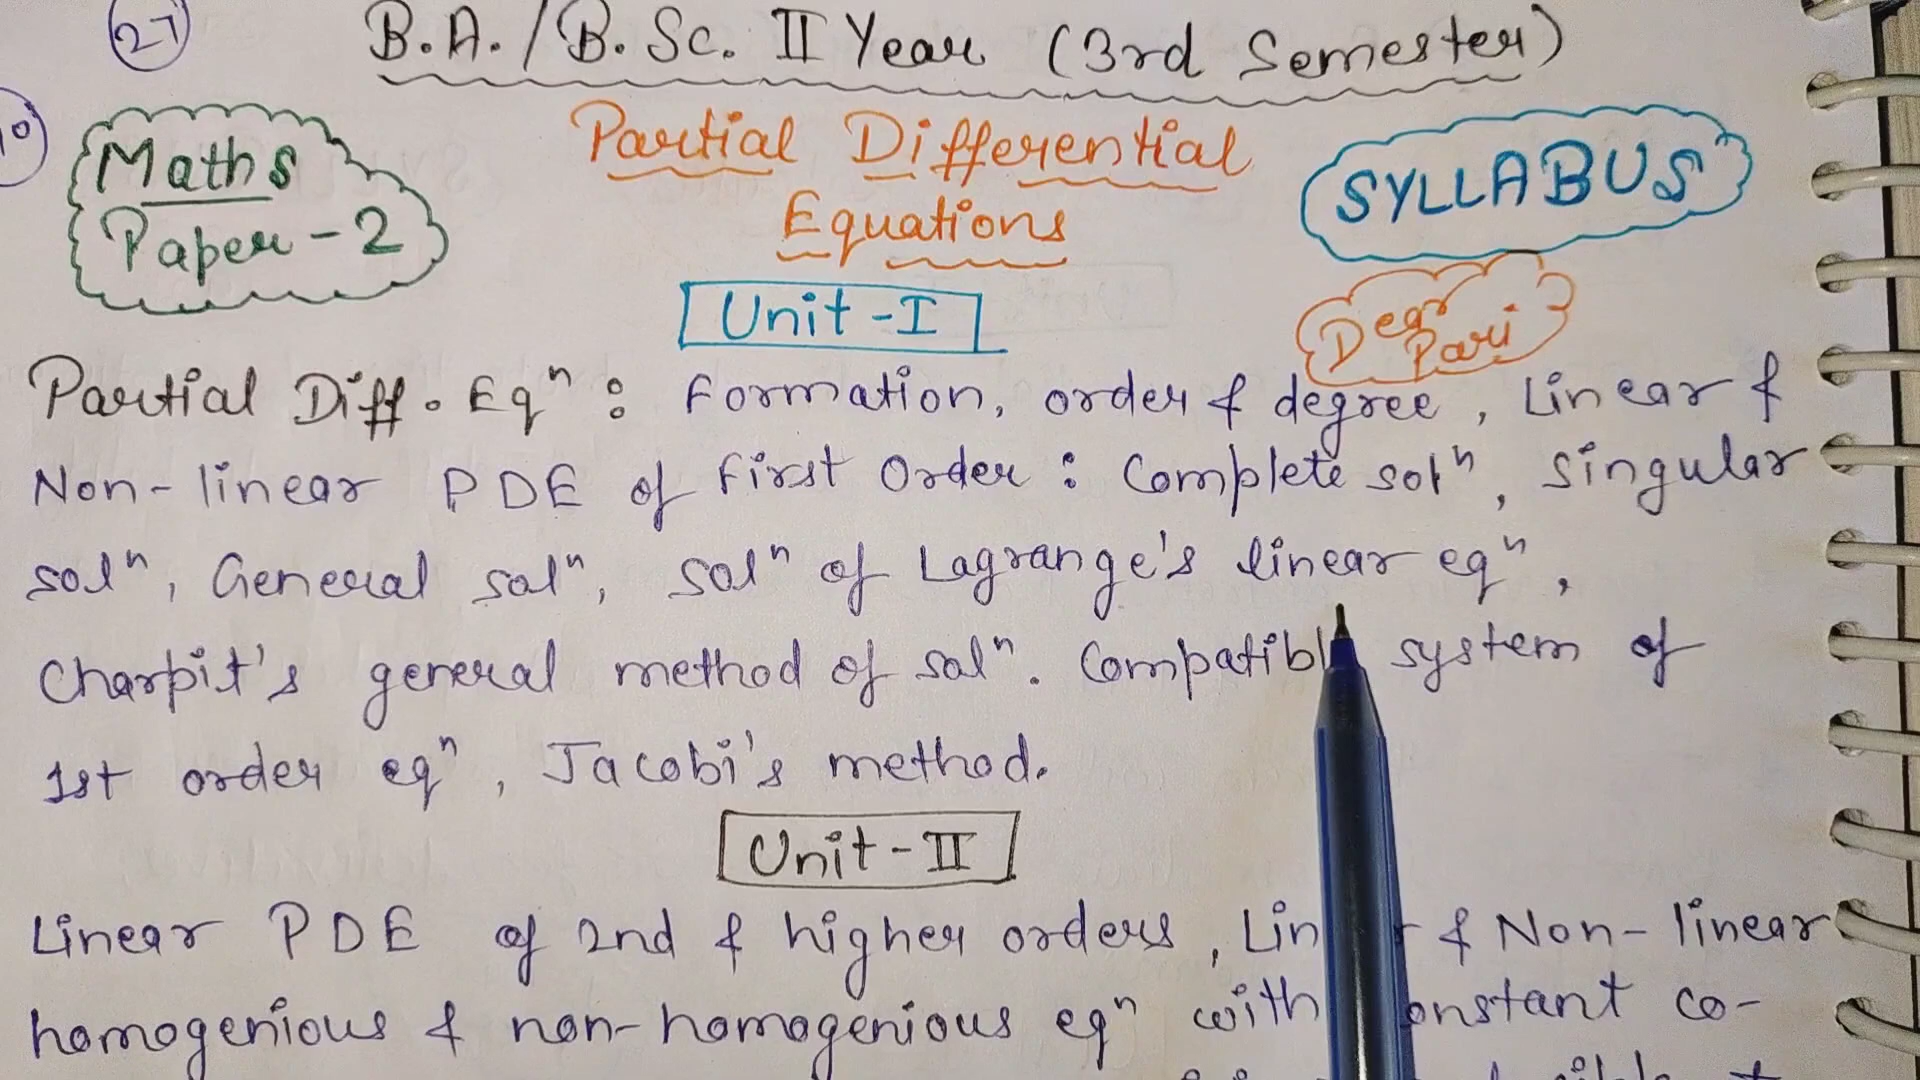 27
B.A./B.Sc. II Year (3rd Semester)
10
Maths
Paper-2
Partial Differential
Equations
SYLLABUS
Dear
Pari
Unit-I
Partial Diff. Eqⁿ : Formation, order & degree, Linear &
Non-linear PDE of First Order : Complete solⁿ, Singular
solⁿ, General solⁿ, solⁿ of Lagrange's linear eqⁿ,
Charpit's general method of solⁿ. Compatibl system of
1st order eqⁿ, Jacobi's method.
Unit-II
Linear PDE of 2nd & higher orders, Lin r & Non-linear
homogenious & non-homogenious eqⁿ with onstant co-